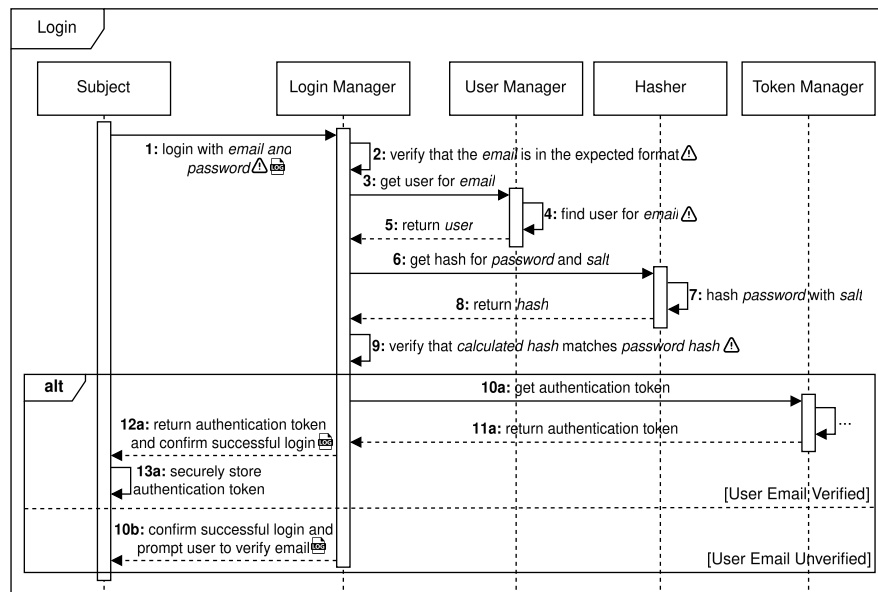 Login
Subject
Login Manager
User Manager
Hasher
Token Manager
1: login with email and
password LOG
2: verify that the email is in the expected format
3: get user for email
4: find user for email
5: return user
6: get hash for password and salt
7: hash password with salt
8: return hash
9: verify that calculated hash matches password hash
alt
10a: get authentication token
...
11a: return authentication token
12a: return authentication token
and confirm successful login LOG
13a: securely store
authentication token
[User Email Verified]
10b: confirm successful login and
prompt user to verify email LOG
[User Email Unverified]